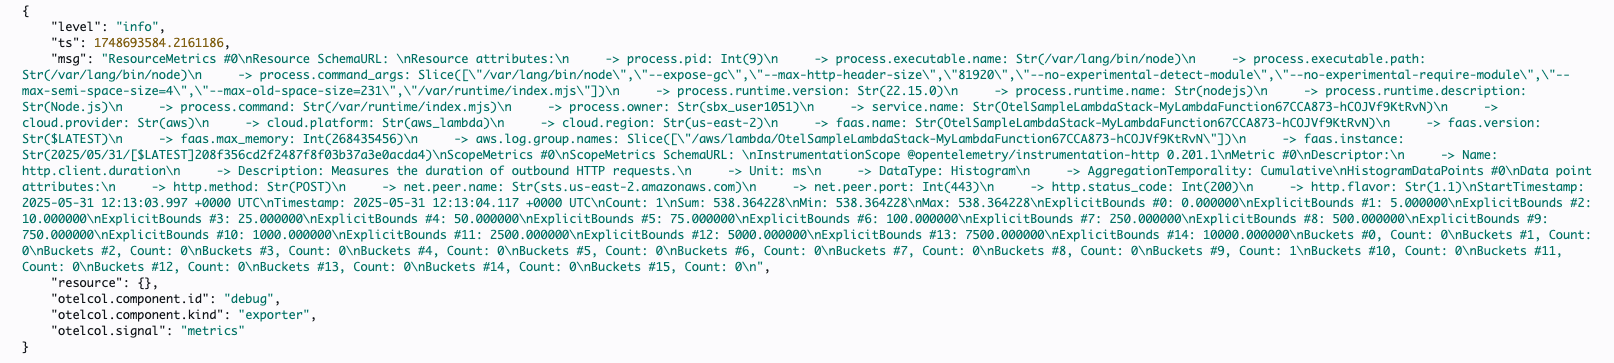 {
    "level": "info",
    "ts": 1748693584.2161186,
    "msg": "ResourceMetrics #0\nResource SchemaURL: \nResource attributes:\n     -> process.pid: Int(9)\n     -> process.executable.name: Str(/var/lang/bin/node)\n     -> process.executable.path:
Str(/var/lang/bin/node)\n     -> process.command_args: Slice([\"/var/lang/bin/node\",\"--expose-gc\",\"--max-http-header-size\",\"81920\",\"--no-experimental-detect-module\",\"--no-experimental-require-module\",\"--
max-semi-space-size=4\",\"--max-old-space-size=231\",\"/var/runtime/index.mjs\"])\n     -> process.runtime.version: Str(22.15.0)\n     -> process.runtime.name: Str(nodejs)\n     -> process.runtime.description:
Str(Node.js)\n     -> process.command: Str(/var/runtime/index.mjs)\n     -> process.owner: Str(sbx_user1051)\n     -> service.name: Str(OtelSampleLambdaStack-MyLambdaFunction67CCA873-hCOJVf9KtRvN)\n     ->
cloud.provider: Str(aws)\n     -> cloud.platform: Str(aws_lambda)\n     -> cloud.region: Str(us-east-2)\n     -> faas.name: Str(OtelSampleLambdaStack-MyLambdaFunction67CCA873-hCOJVf9KtRvN)\n     -> faas.version:
Str($LATEST)\n     -> faas.max_memory: Int(268435456)\n     -> aws.log.group.names: Slice([\"/aws/lambda/OtelSampleLambdaStack-MyLambdaFunction67CCA873-hCOJVf9KtRvN\"])\n     -> faas.instance:
Str(2025/05/31/[$LATEST]208f356cd2f2487f8f03b37a3e0acda4)\nScopeMetrics #0\nScopeMetrics SchemaURL: \nInstrumentationScope @opentelemetry/instrumentation-http 0.201.1\nMetric #0\nDescriptor:\n     -> Name:
http.client.duration\n     -> Description: Measures the duration of outbound HTTP requests.\n     -> Unit: ms\n     -> DataType: Histogram\n     -> AggregationTemporality: Cumulative\nHistogramDataPoints #0\nData point
attributes:\n     -> http.method: Str(POST)\n     -> net.peer.name: Str(sts.us-east-2.amazonaws.com)\n     -> net.peer.port: Int(443)\n     -> http.status_code: Int(200)\n     -> http.flavor: Str(1.1)\nStartTimestamp:
2025-05-31 12:13:03.997 +0000 UTC\nTimestamp: 2025-05-31 12:13:04.117 +0000 UTC\nCount: 1\nSum: 538.364228\nMin: 538.364228\nMax: 538.364228\nExplicitBounds #0: 0.000000\nExplicitBounds #1: 5.000000\nExplicitBounds #2:
10.000000\nExplicitBounds #3: 25.000000\nExplicitBounds #4: 50.000000\nExplicitBounds #5: 75.000000\nExplicitBounds #6: 100.000000\nExplicitBounds #7: 250.000000\nExplicitBounds #8: 500.000000\nExplicitBounds #9:
750.000000\nExplicitBounds #10: 1000.000000\nExplicitBounds #11: 2500.000000\nExplicitBounds #12: 5000.000000\nExplicitBounds #13: 7500.000000\nExplicitBounds #14: 10000.000000\nBuckets #0, Count: 0\nBuckets #1, Count:
0\nBuckets #2, Count: 0\nBuckets #3, Count: 0\nBuckets #4, Count: 0\nBuckets #5, Count: 0\nBuckets #6, Count: 0\nBuckets #7, Count: 0\nBuckets #8, Count: 0\nBuckets #9, Count: 1\nBuckets #10, Count: 0\nBuckets #11,
Count: 0\nBuckets #12, Count: 0\nBuckets #13, Count: 0\nBuckets #14, Count: 0\nBuckets #15, Count: 0\n",
    "resource": {},
    "otelcol.component.id": "debug",
    "otelcol.component.kind": "exporter",
    "otelcol.signal": "metrics"
}